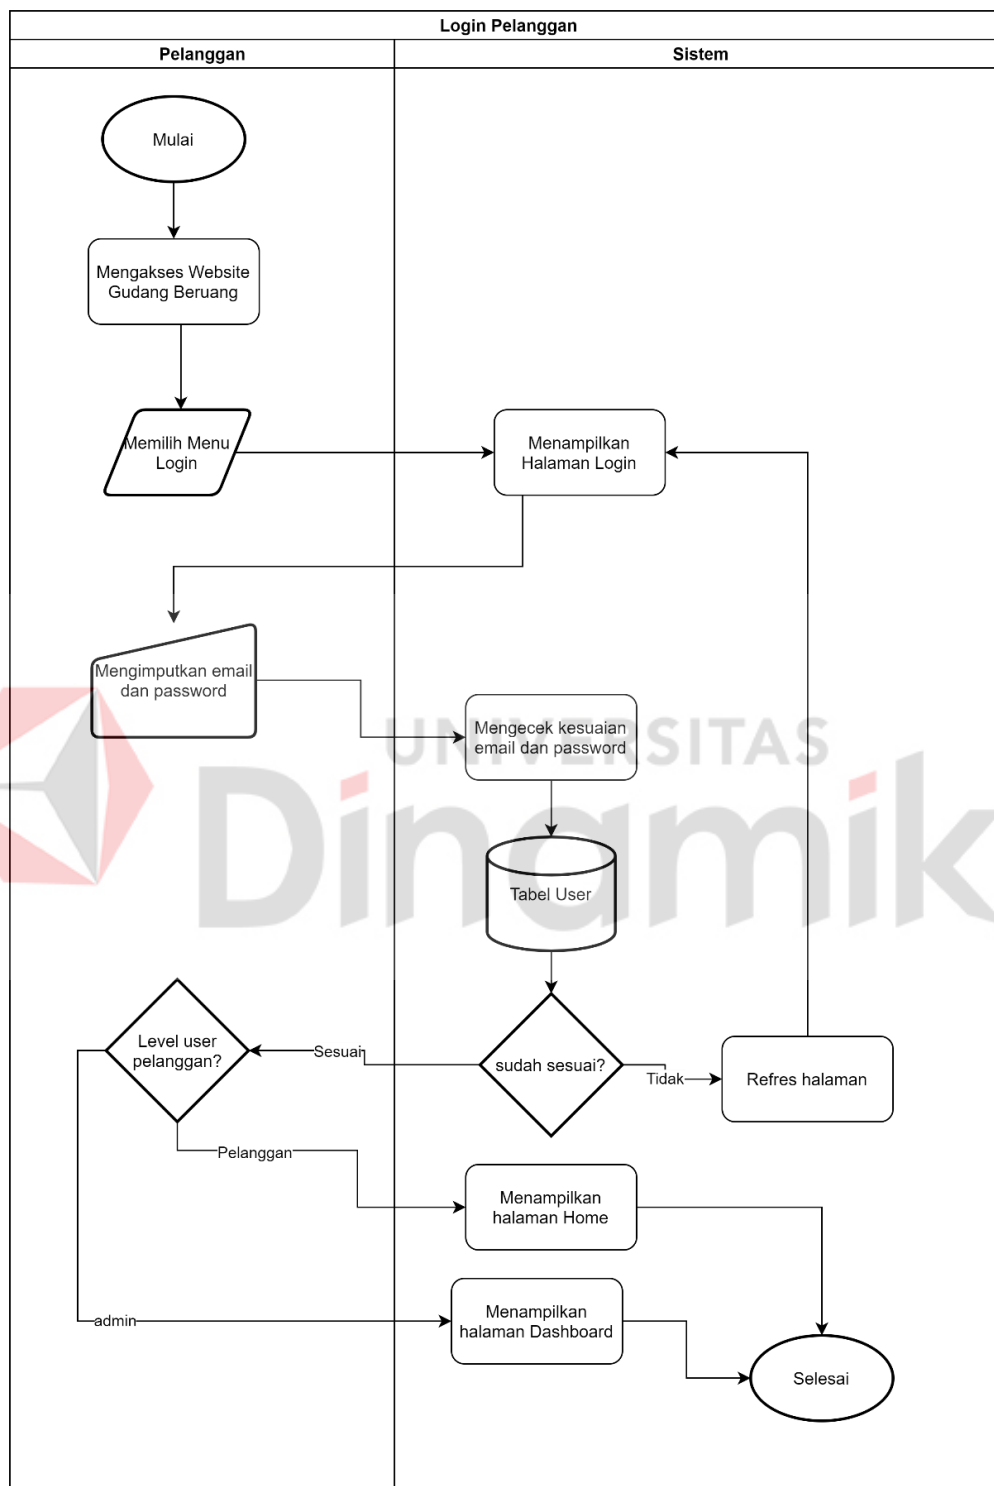 Login Pelanggan
Pelanggan
Sistem
Mulai
Mengakses Website
Gudang Beruang
Memilih Menu
Login
Menampilkan
Halaman Login
Mengimputkan email
dan password
Mengecek kesuaian
email dan password
UNIVERSITAS
Dinamik
Tabel User
Level user
pelanggan?
Sesuai
sudah sesuai?
Tidak
Refres halaman
Pelanggan
Menampilkan
halaman Home
admin
Menampilkan
halaman Dashboard
Selesai